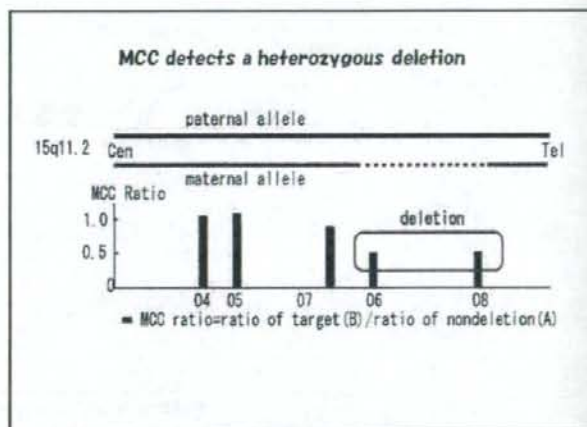 MCC detects a heterozygous deletion
paternal allele
15q11.2 Cen Tel
maternal allele
MCC Ratio
deletion
1.0
0.5
0
04 05 07 06 08
MCC ratio=ratio of target(B)/ratio of nondeletion(A)